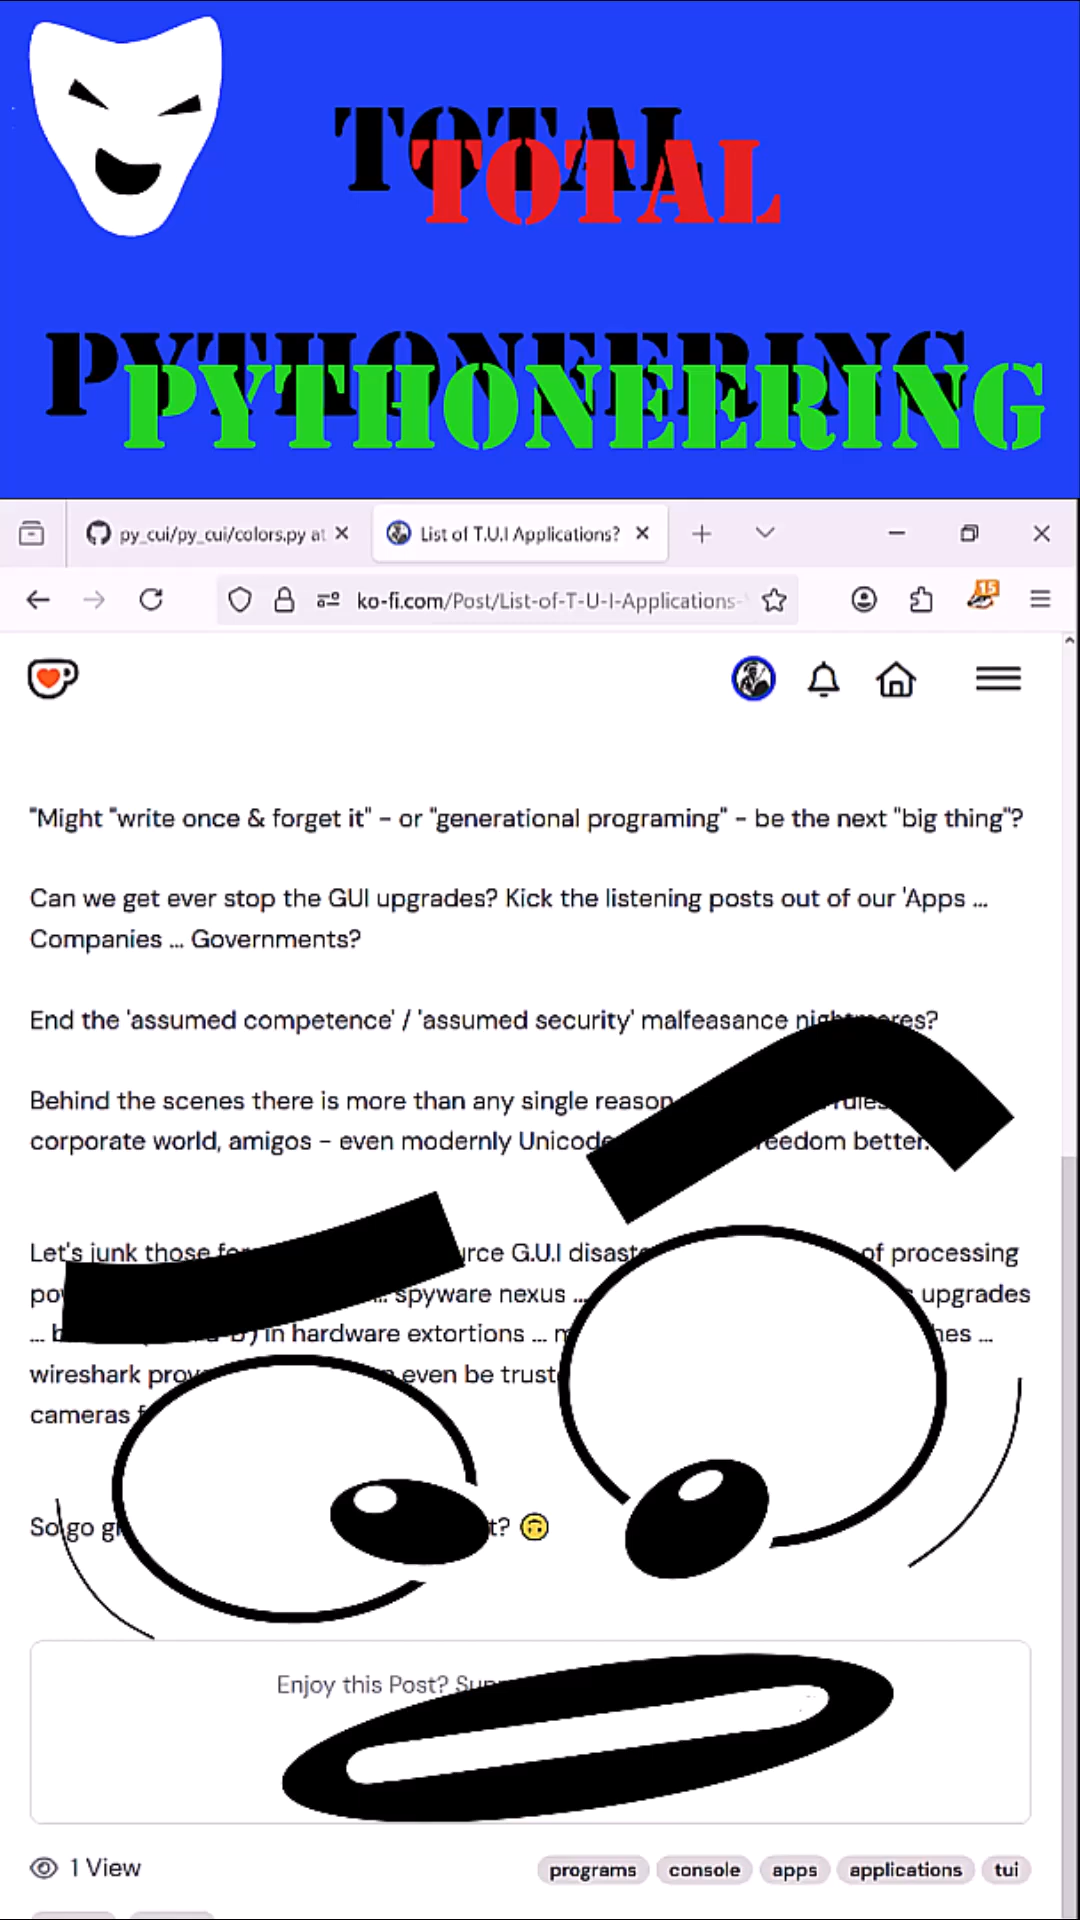 TOTAL
TOTAL
PYTHONEERING
PYTHONEERING
py_cui/py_cui/colors.py at
List of T.U.I Applications?
ko-fi.com/Post/List-of-T-U-I-Applications-
15
"Might "write once & forget it" - or "generational programing" - be the next "big thing"?
Can we get ever stop the GUI upgrades? Kick the listening posts out of our 'Apps ...
Companies ... Governments?
End the 'assumed competence' / 'assumed security' malfeasance nightmares?
Behind the scenes there is more than any single reason rules
corporate world, amigos - even modernly Unicode freedom better.
Let's junk those G.U.I of processing
spyware nexus ... upgrades
... in hardware extortions ...
wireshark even be
cameras
So go
Enjoy this Post?
1 View
programs
console
apps
applications
tui